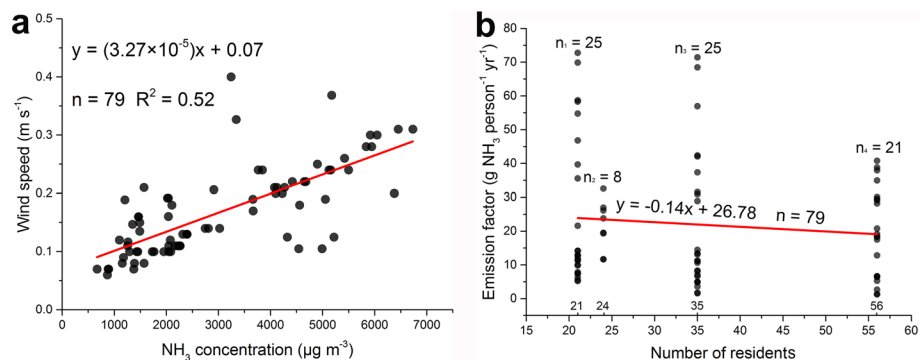 a
y = (3.27×10⁻⁵)x + 0.07
n = 79 R² = 0.52
Wind speed (m s⁻¹)
0.5
0.4
0.3
0.2
0.1
0.0
0 500 1000 2000 3000 4000 5000 6000 7000
NH₃ concentration (µg m⁻³)
b
n₁ = 25
n₃ = 25
n₄ = 21
n₂ = 8
y = -0.14x + 26.78 n = 79
Emission factor (g NH₃ person⁻¹ yr⁻¹)
80
70
60
50
40
30
20
10
0
21 24 35 56
15 20 25 30 35 40 45 50 55 60
Number of residents